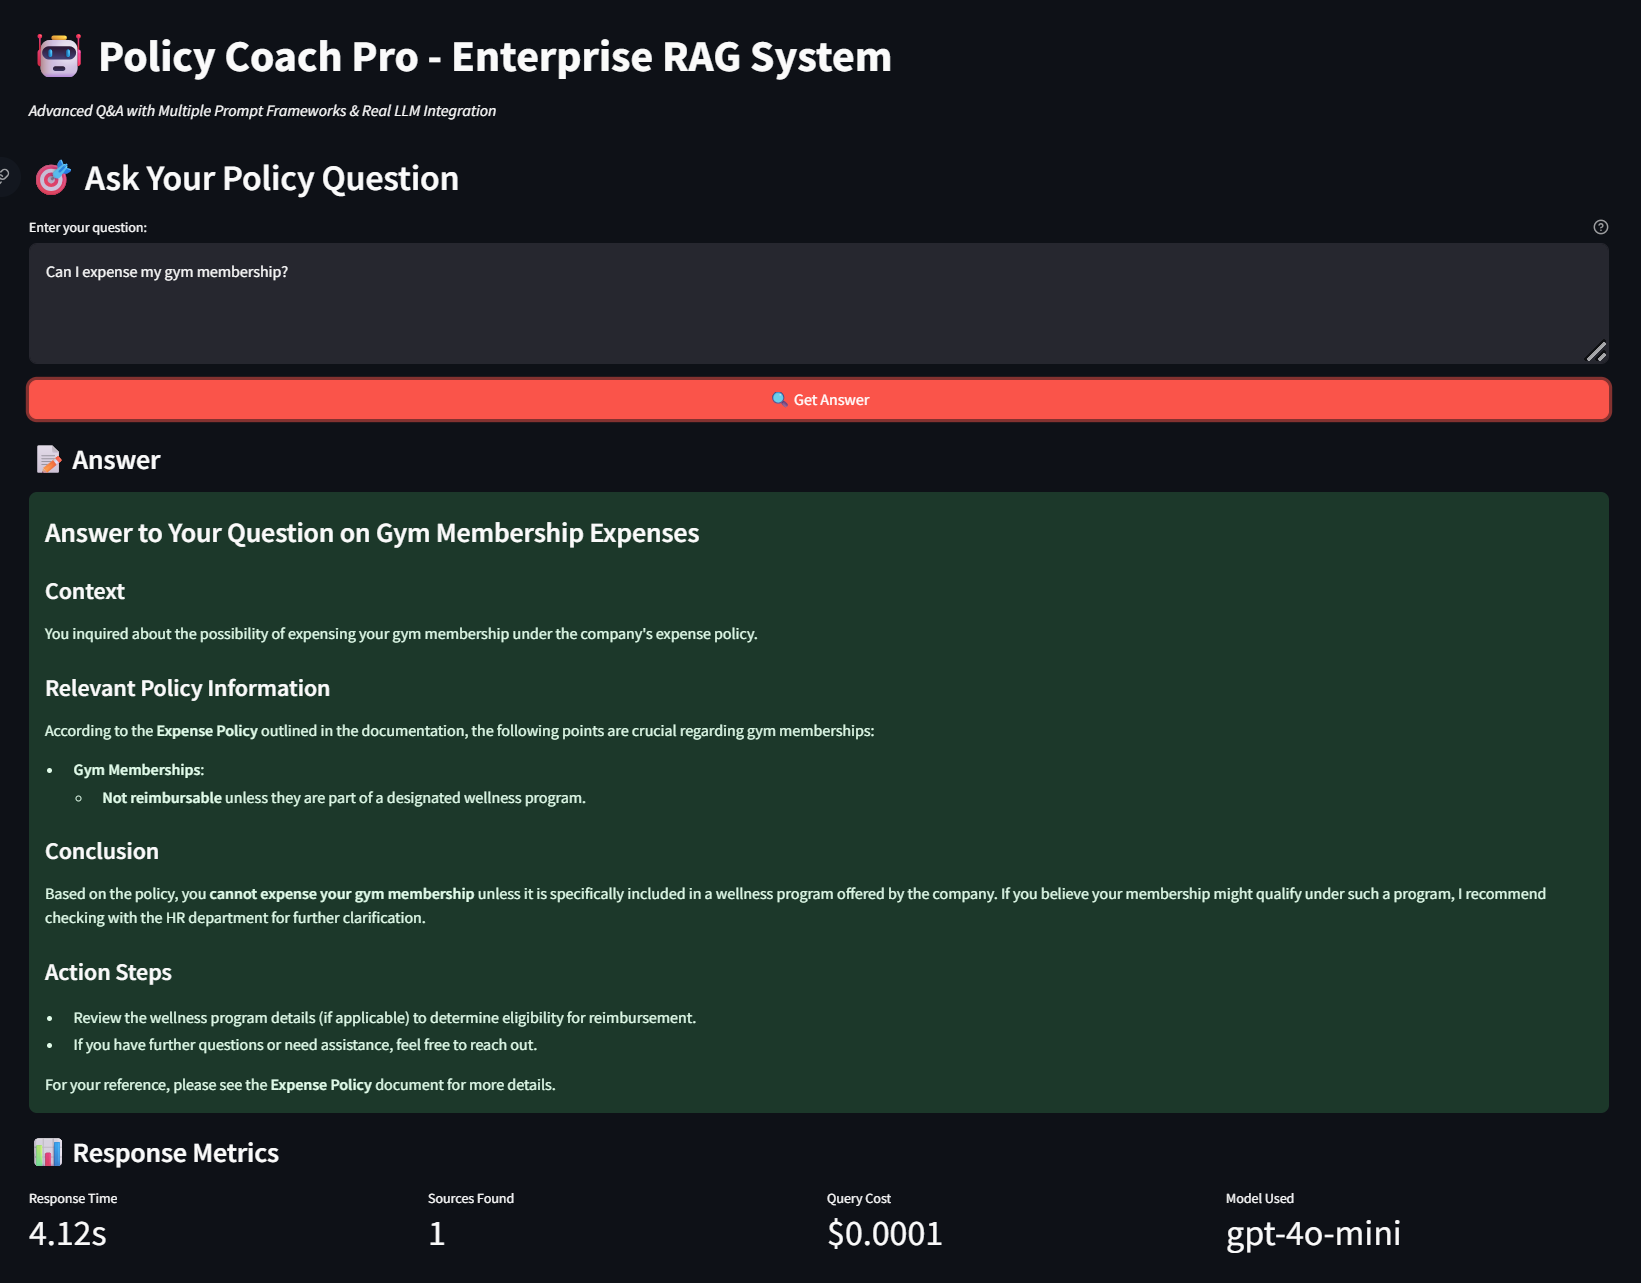 Policy Coach Pro - Enterprise RAG System
Advanced Q&A with Multiple Prompt Frameworks & Real LLM Integration
Ask Your Policy Question
Enter your question:
Can I expense my gym membership?
Get Answer
Answer
Answer to Your Question on Gym Membership Expenses
Context
You inquired about the possibility of expensing your gym membership under the company's expense policy.
Relevant Policy Information
According to the Expense Policy outlined in the documentation, the following points are crucial regarding gym memberships:
• Gym Memberships:
◦ Not reimbursable unless they are part of a designated wellness program.
Conclusion
Based on the policy, you cannot expense your gym membership unless it is specifically included in a wellness program offered by the company. If you believe your membership might qualify under such a program, I recommend
checking with the HR department for further clarification.
Action Steps
• Review the wellness program details (if applicable) to determine eligibility for reimbursement.
• If you have further questions or need assistance, feel free to reach out.
For your reference, please see the Expense Policy document for more details.
Response Metrics
Response Time
4.12s
Sources Found
1
Query Cost
$0.0001
Model Used
gpt-4o-mini